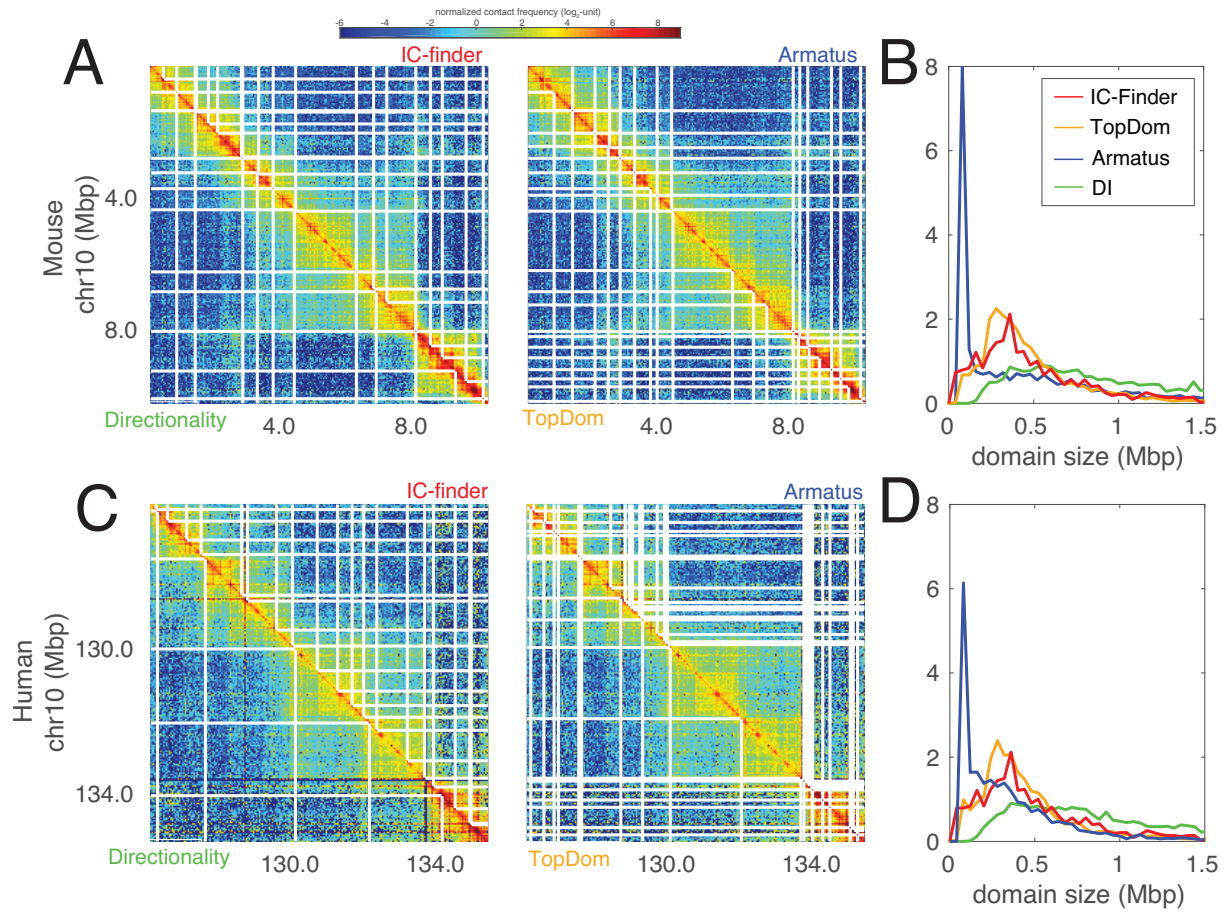 normalized contact frequency (log2-unit)
-6 -4 -2 0 2 4 6 8
A
IC-finder
Armatus
B
Mouse
chr10 (Mbp)
4.0
8.0
Directionality
4.0 8.0
TopDom
4.0 8.0
8
6
4
2
0
IC-Finder
TopDom
Armatus
DI
0 0.5 1 1.5
domain size (Mbp)
C
IC-finder
Armatus
D
Human
chr10 (Mbp)
130.0
134.0
Directionality
130.0 134.0
TopDom
130.0 134.0
8
6
4
2
0
0 0.5 1 1.5
domain size (Mbp)